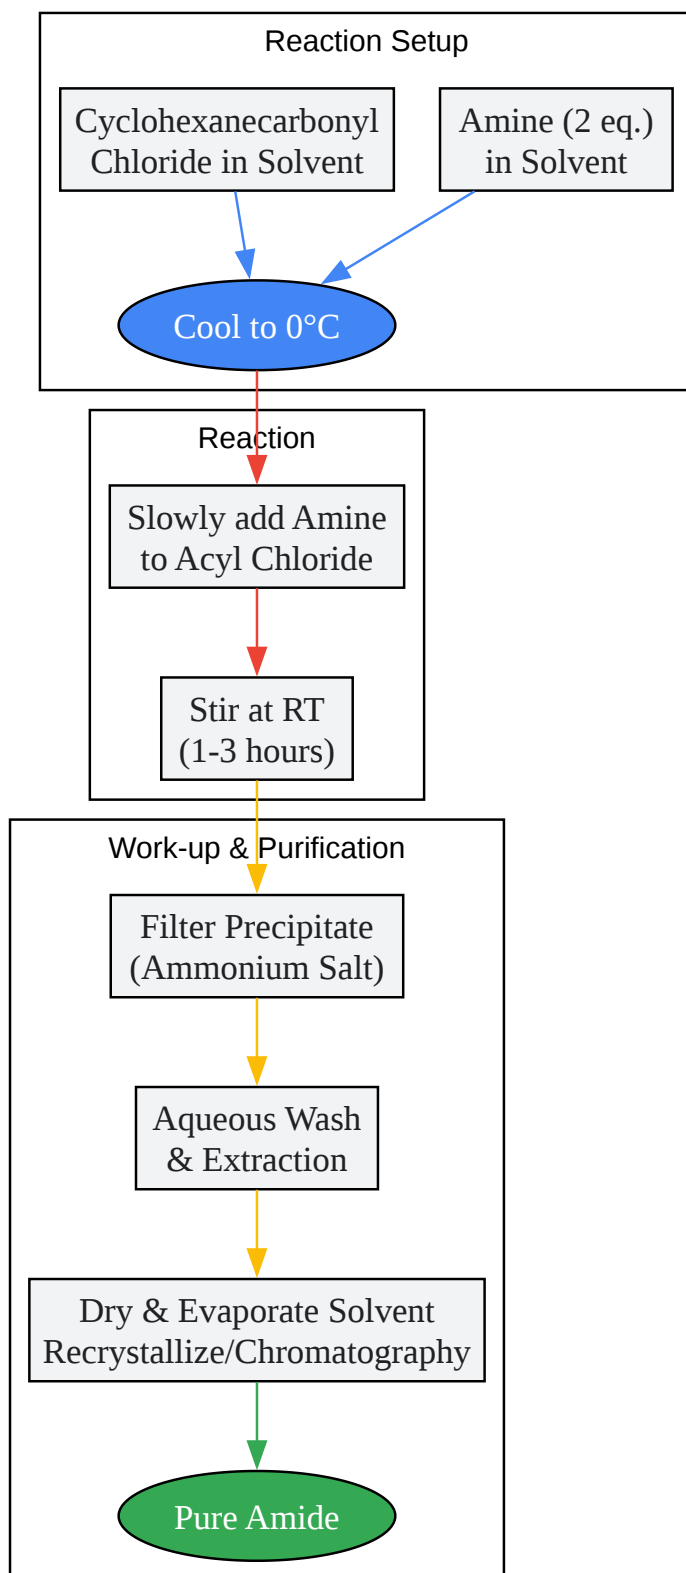 Reaction Setup
Cyclohexanecarbonyl
Chloride in Solvent
Amine (2 eq.)
in Solvent
Cool to 0°C
Reaction
Slowly add Amine
to Acyl Chloride
Stir at RT
(1-3 hours)
Work-up & Purification
Filter Precipitate
(Ammonium Salt)
Aqueous Wash
& Extraction
Dry & Evaporate Solvent
Recrystallize/Chromatography
Pure Amide